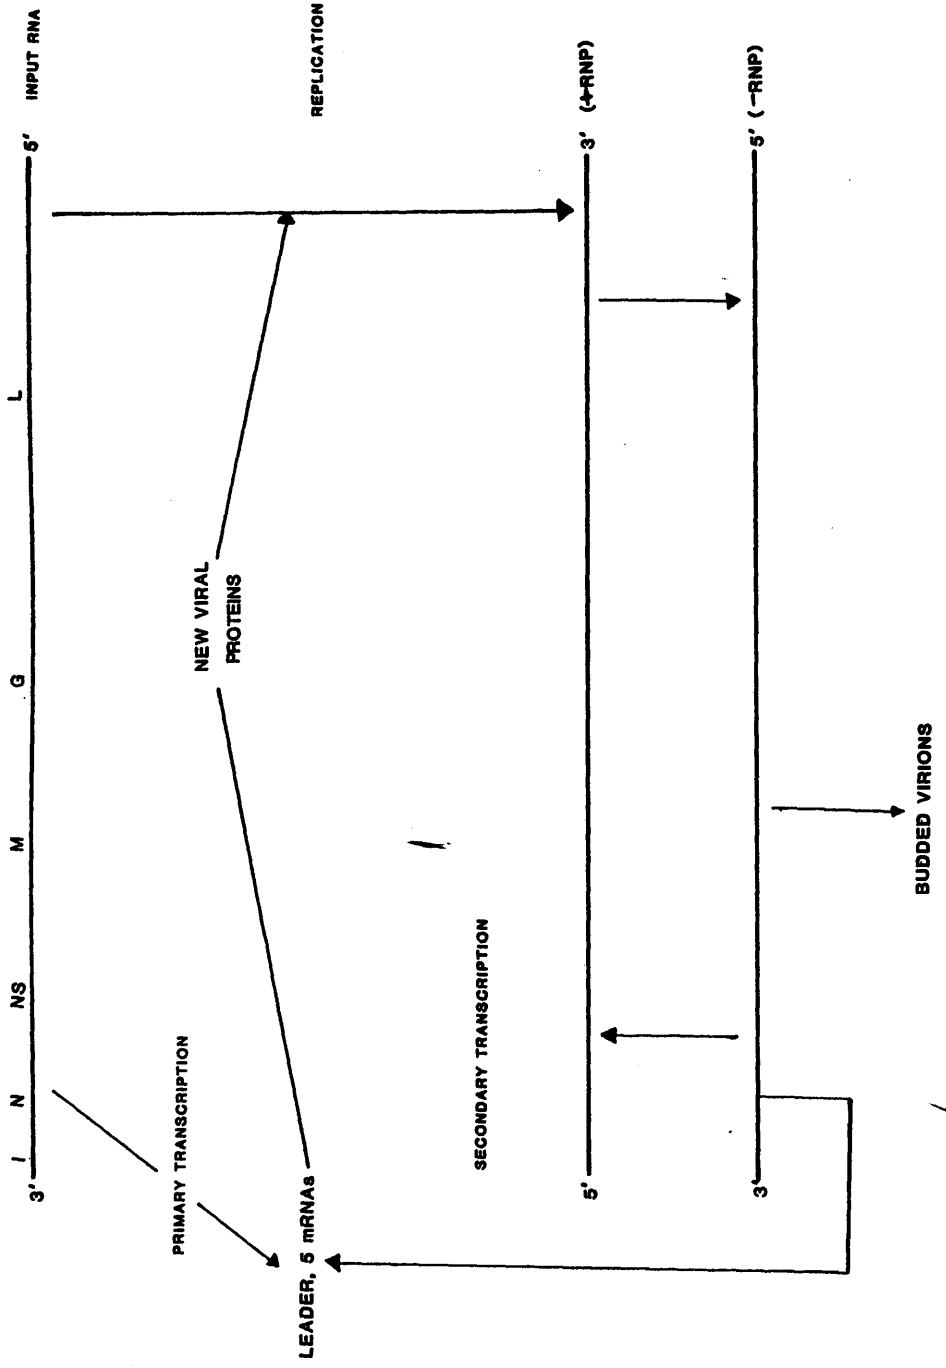 l N NS M G L
3' 5' INPUT RNA
PRIMARY TRANSCRIPTION
NEW VIRAL
PROTEINS
LEADER, 5 mRNAs
REPLICATION
SECONDARY TRANSCRIPTION
5' 3' (+RNP)
3' 5' (−RNP)
BUDDED VIRIONS